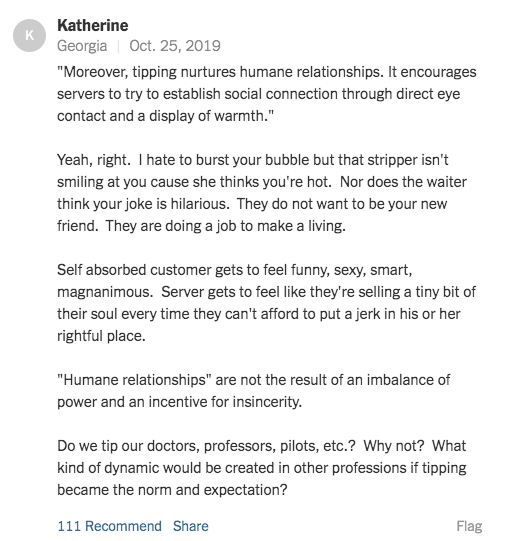 K
Katherine
Georgia | Oct. 25, 2019
"Moreover, tipping nurtures humane relationships. It encourages
servers to try to establish social connection through direct eye
contact and a display of warmth."
Yeah, right.  I hate to burst your bubble but that stripper isn't
smiling at you cause she thinks you're hot.  Nor does the waiter
think your joke is hilarious.  They do not want to be your new
friend.  They are doing a job to make a living.
Self absorbed customer gets to feel funny, sexy, smart,
magnanimous.  Server gets to feel like they're selling a tiny bit of
their soul every time they can't afford to put a jerk in his or her
rightful place.
"Humane relationships" are not the result of an imbalance of
power and an incentive for insincerity.
Do we tip our doctors, professors, pilots, etc.?  Why not?  What
kind of dynamic would be created in other professions if tipping
became the norm and expectation?
111 Recommend Share Flag